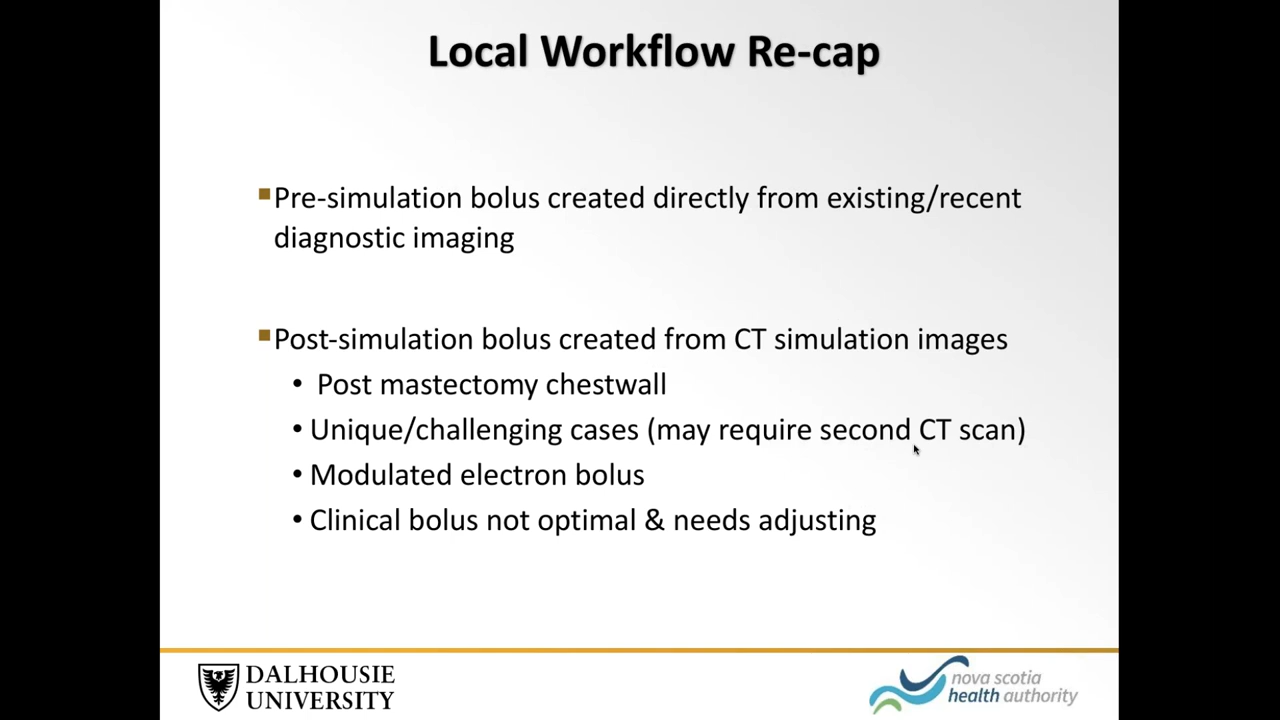 Local Workflow Re-cap
▪Pre-simulation bolus created directly from existing/recent
diagnostic imaging
▪Post-simulation bolus created from CT simulation images
• Post mastectomy chestwall
• Unique/challenging cases (may require second CT scan)
• Modulated electron bolus
• Clinical bolus not optimal & needs adjusting
DALHOUSIE
UNIVERSITY
nova scotia
health authority